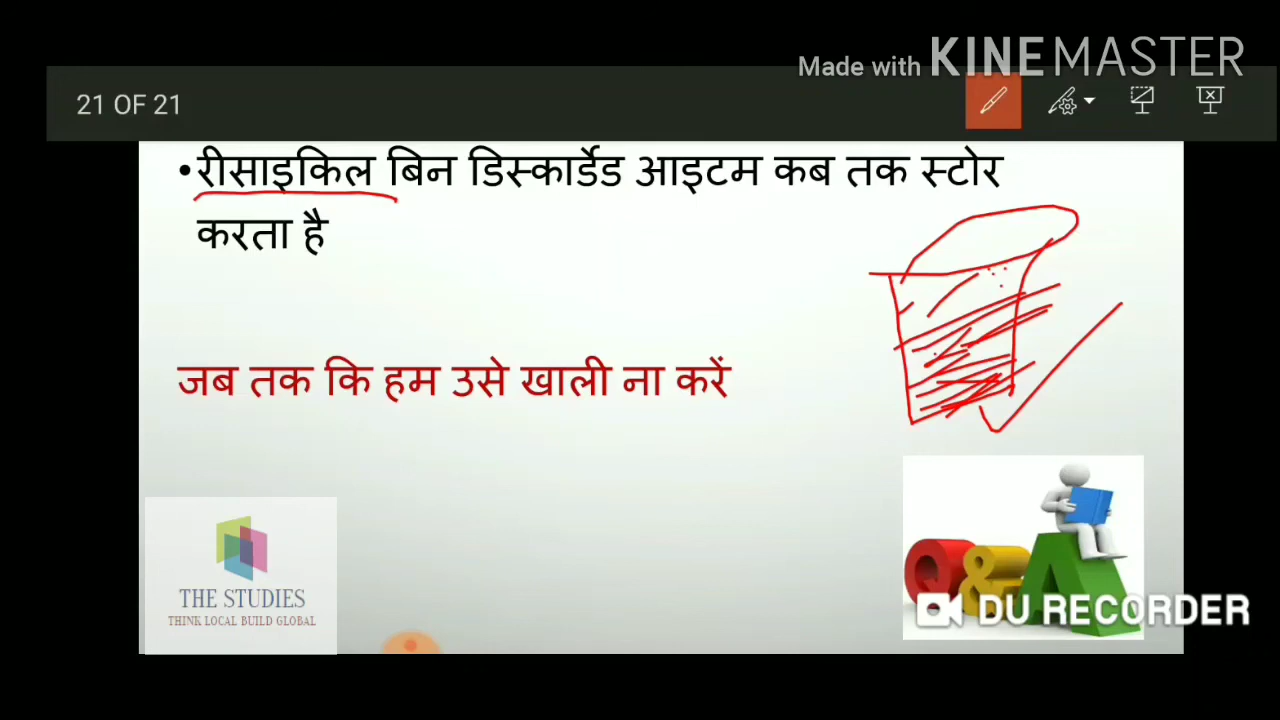 Made with KINEMASTER
21 OF 21
•रीसाइकिल बिन डिस्कार्डेड आइटम कब तक स्टोर
करता है
जब तक कि हम उसे खाली ना करें
THE STUDIES
THINK LOCAL BUILD GLOBAL
Q&A
DU RECORDER